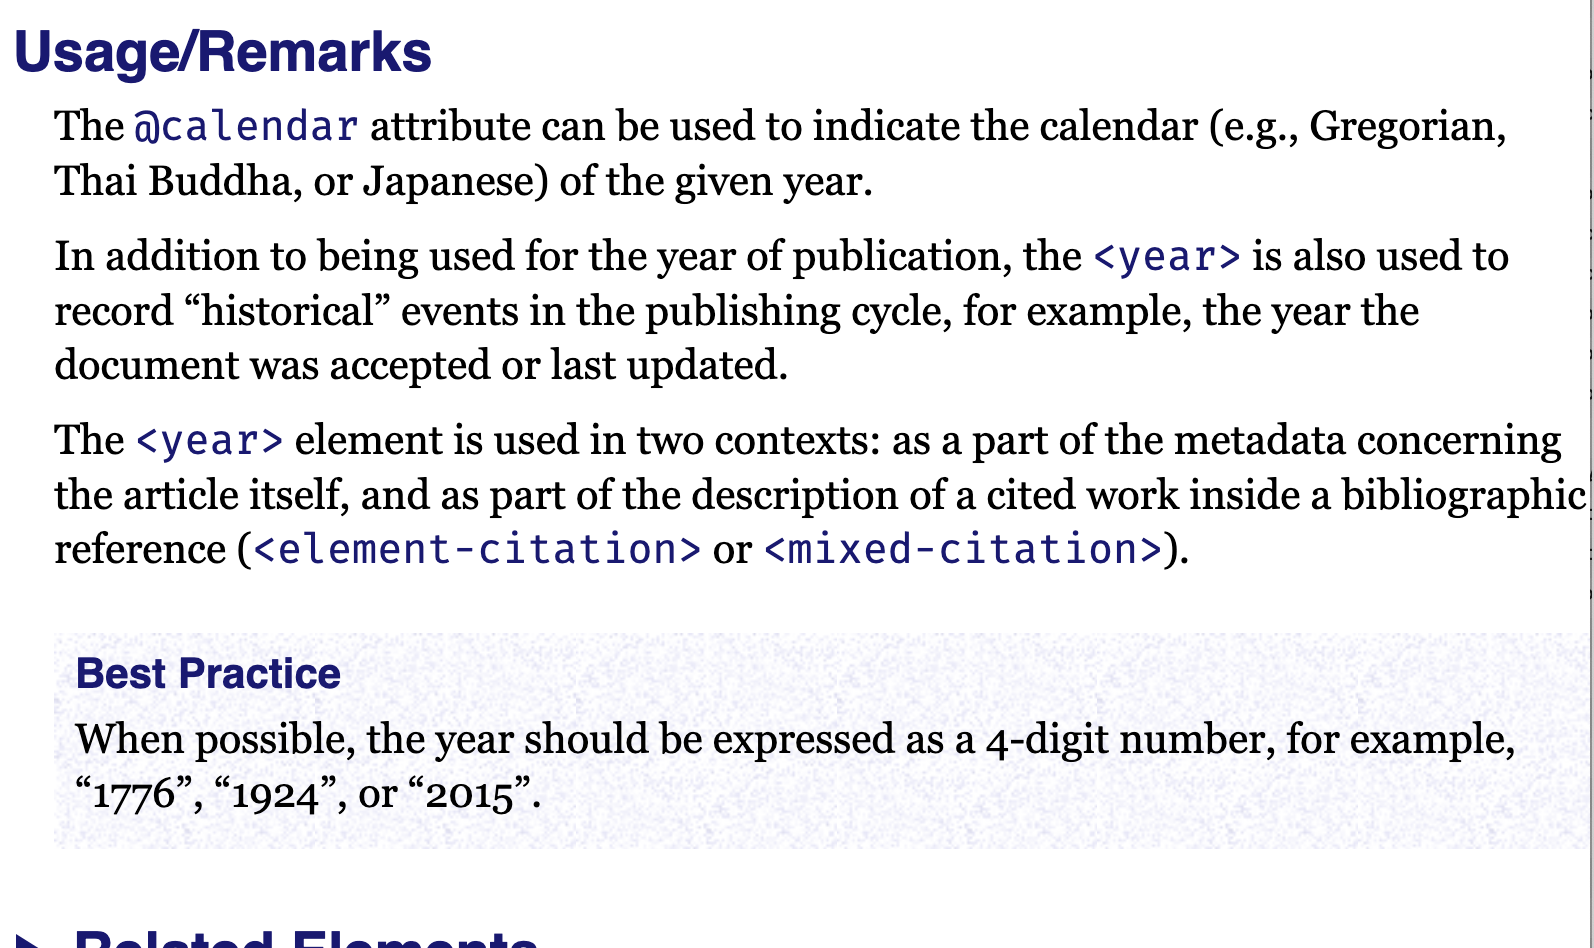 Usage/Remarks
The @calendar attribute can be used to indicate the calendar (e.g., Gregorian,
Thai Buddha, or Japanese) of the given year.
In addition to being used for the year of publication, the <year> is also used to
record “historical” events in the publishing cycle, for example, the year the
document was accepted or last updated.
The <year> element is used in two contexts: as a part of the metadata concerning
the article itself, and as part of the description of a cited work inside a bibliographic
reference (<element-citation> or <mixed-citation>).
Best Practice
When possible, the year should be expressed as a 4-digit number, for example,
“1776”, “1924”, or “2015”.
Related Elements